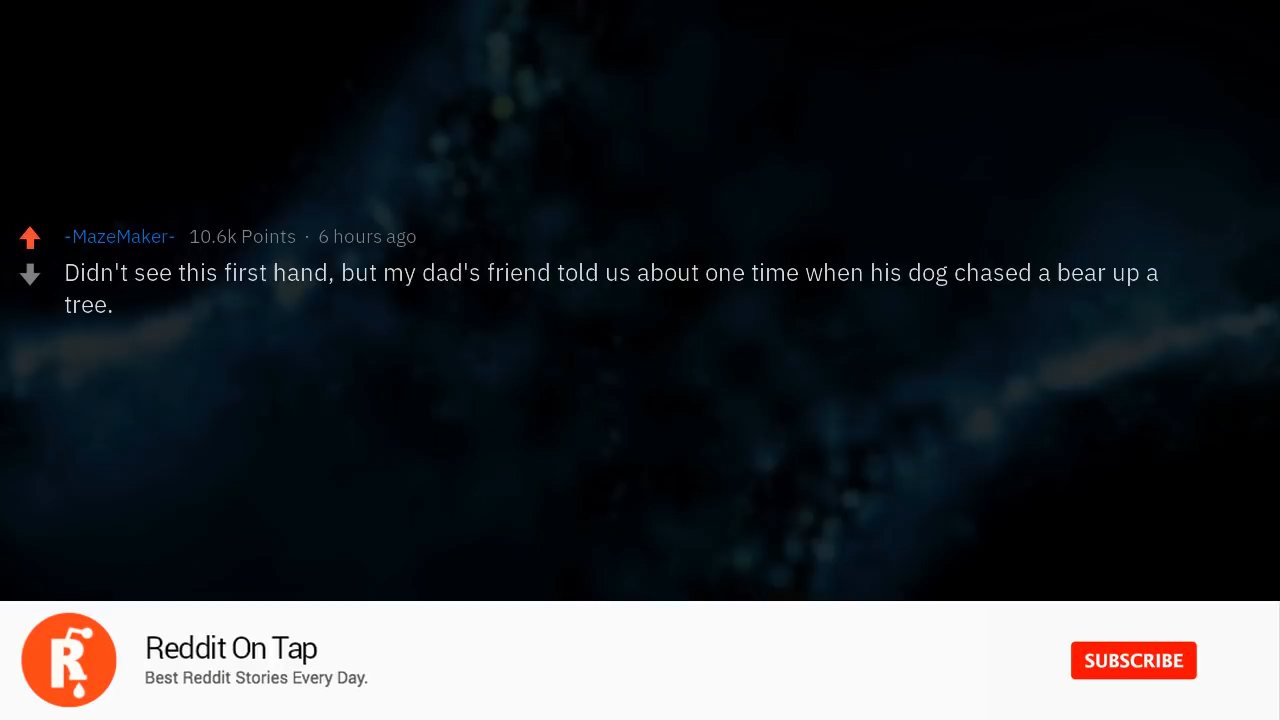 -MazeMaker- 10.6k Points · 6 hours ago
Didn't see this first hand, but my dad's friend told us about one time when his dog chased a bear up a
tree.
Reddit On Tap
Best Reddit Stories Every Day.
SUBSCRIBE